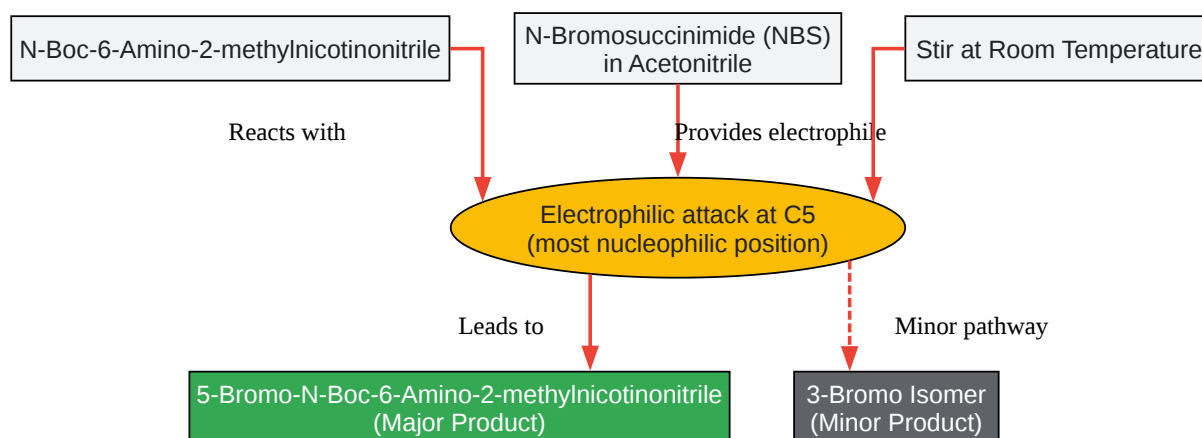 N-Boc-6-Amino-2-methylnicotinonitrile
N-Bromosuccinimide (NBS)
in Acetonitrile
Stir at Room Temperature
Reacts with
Provides electrophile
Electrophilic attack at C5
(most nucleophilic position)
Leads to
Minor pathway
5-Bromo-N-Boc-6-Amino-2-methylnicotinonitrile
(Major Product)
3-Bromo Isomer
(Minor Product)